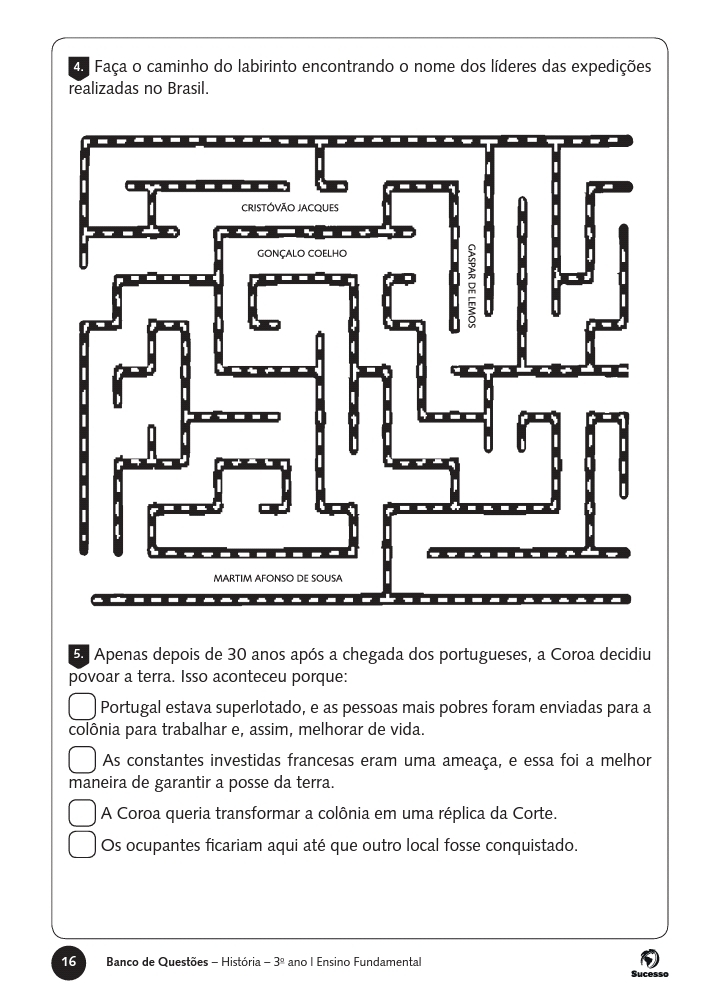 4. Faça o caminho do labirinto encontrando o nome dos líderes das expedições
realizadas no Brasil.
CRISTÓVÃO JACQUES
GONÇALO COELHO
GASPAR DE LEMOS
MARTIM AFONSO DE SOUSA
5. Apenas depois de 30 anos após a chegada dos portugueses, a Coroa decidiu
povoar a terra. Isso aconteceu porque:
Portugal estava superlotado, e as pessoas mais pobres foram enviadas para a
colônia para trabalhar e, assim, melhorar de vida.
As constantes investidas francesas eram uma ameaça, e essa foi a melhor
maneira de garantir a posse da terra.
A Coroa queria transformar a colônia em uma réplica da Corte.
Os ocupantes ficariam aqui até que outro local fosse conquistado.
16 Banco de Questões – História – 3º ano | Ensino Fundamental
Sucesso